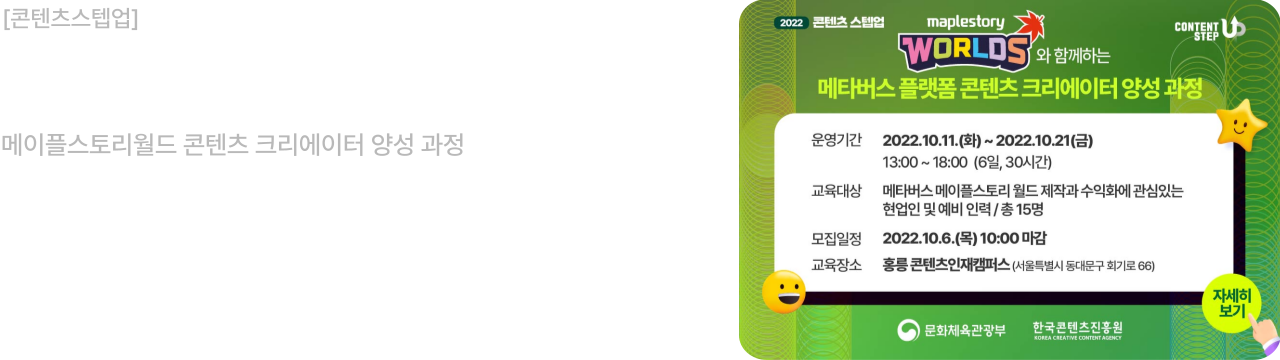 [콘텐츠스텝업]
메이플스토리월드 콘텐츠 크리에이터 양성 과정
2022 콘텐츠 스텝업
CONTENT STEP UP
maplestory
WORLDS 와 함께하는
메타버스 플랫폼 콘텐츠 크리에이터 양성 과정
운영기간 2022.10.11.(화) ~ 2022.10.21(금)
13:00 ~ 18:00 (6일, 30시간)
교육대상 메타버스 메이플스토리 월드 제작과 수익화에 관심있는
현업인 및 예비 인력 / 총 15명
모집일정 2022.10.6.(목) 10:00 마감
교육장소 홍릉 콘텐츠인재캠퍼스 (서울특별시 동대문구 회기로 66)
자세히
보기
문화체육관광부
한국콘텐츠진흥원
KOREA CREATIVE CONTENT AGENCY